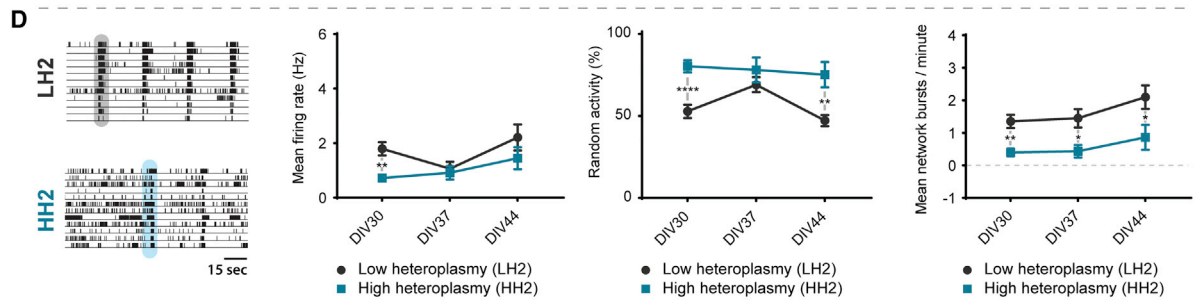 D
LH2
HH2
15 sec
Mean firing rate (Hz)
6
4
2
0
**
DIV30
DIV37
DIV44
Low heteroplasmy (LH2)
High heteroplasmy (HH2)
Random activity (%)
100
50
0
****
**
DIV30
DIV37
DIV44
Low heteroplasmy (LH2)
High heteroplasmy (HH2)
Mean network bursts / minute
4
3
2
1
0
-1
**
*
*
DIV30
DIV37
DIV44
Low heteroplasmy (LH2)
High heteroplasmy (HH2)